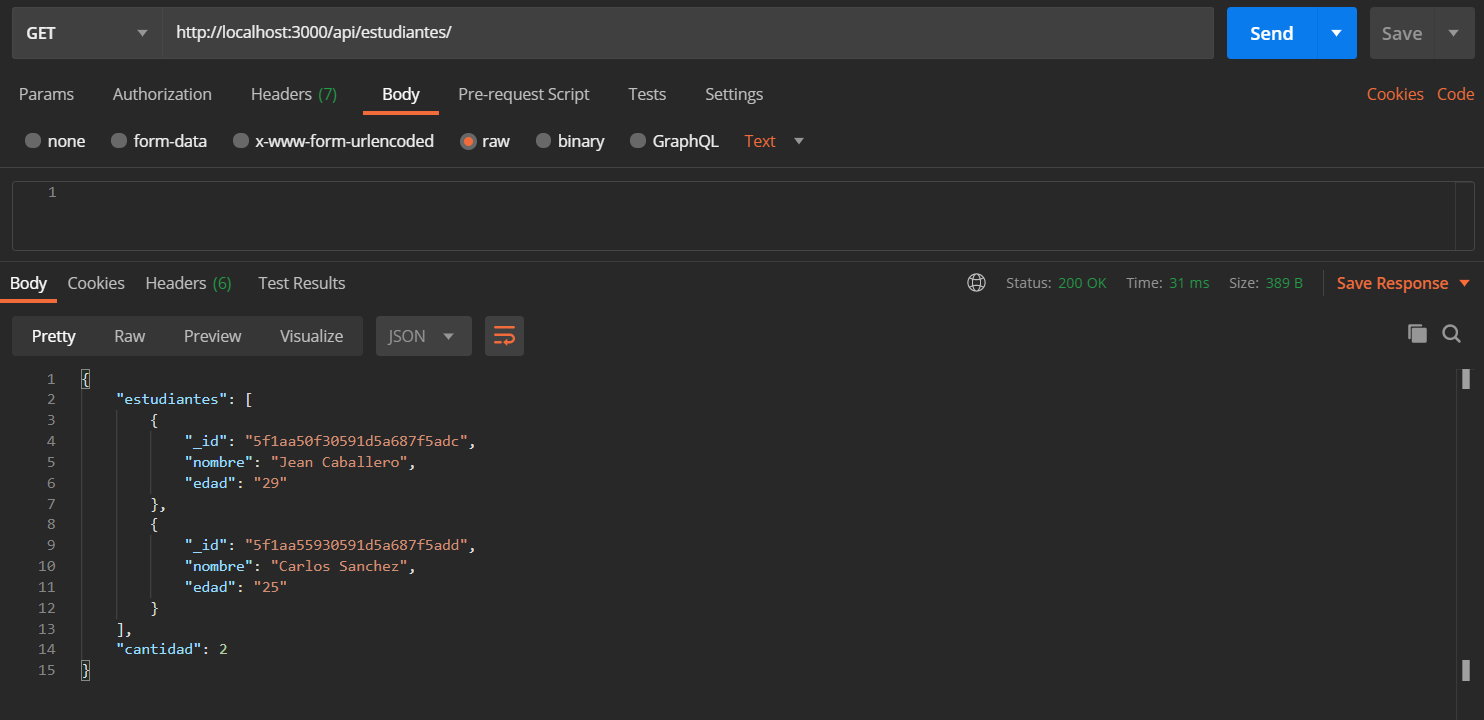 GET http://localhost:3000/api/estudiantes/ Send Save
Params Authorization Headers (7) Body Pre-request Script Tests Settings Cookies Code
none form-data x-www-form-urlencoded raw binary GraphQL Text
1
Body Cookies Headers (6) Test Results Status: 200 OK Time: 31 ms Size: 389 B Save Response
Pretty Raw Preview Visualize JSON
1 {
2 "estudiantes": [
3 {
4 "_id": "5f1aa50f30591d5a687f5adc",
5 "nombre": "Jean Caballero",
6 "edad": "29"
7 },
8 {
9 "_id": "5f1aa55930591d5a687f5add",
10 "nombre": "Carlos Sanchez",
11 "edad": "25"
12 }
13 ],
14 "cantidad": 2
15 }